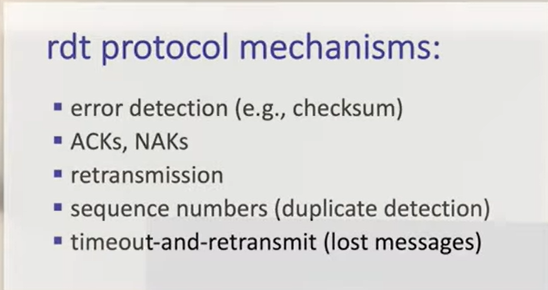 rdt protocol mechanisms:
▪ error detection (e.g., checksum)
▪ ACKs, NAKs
▪ retransmission
▪ sequence numbers (duplicate detection)
▪ timeout-and-retransmit (lost messages)